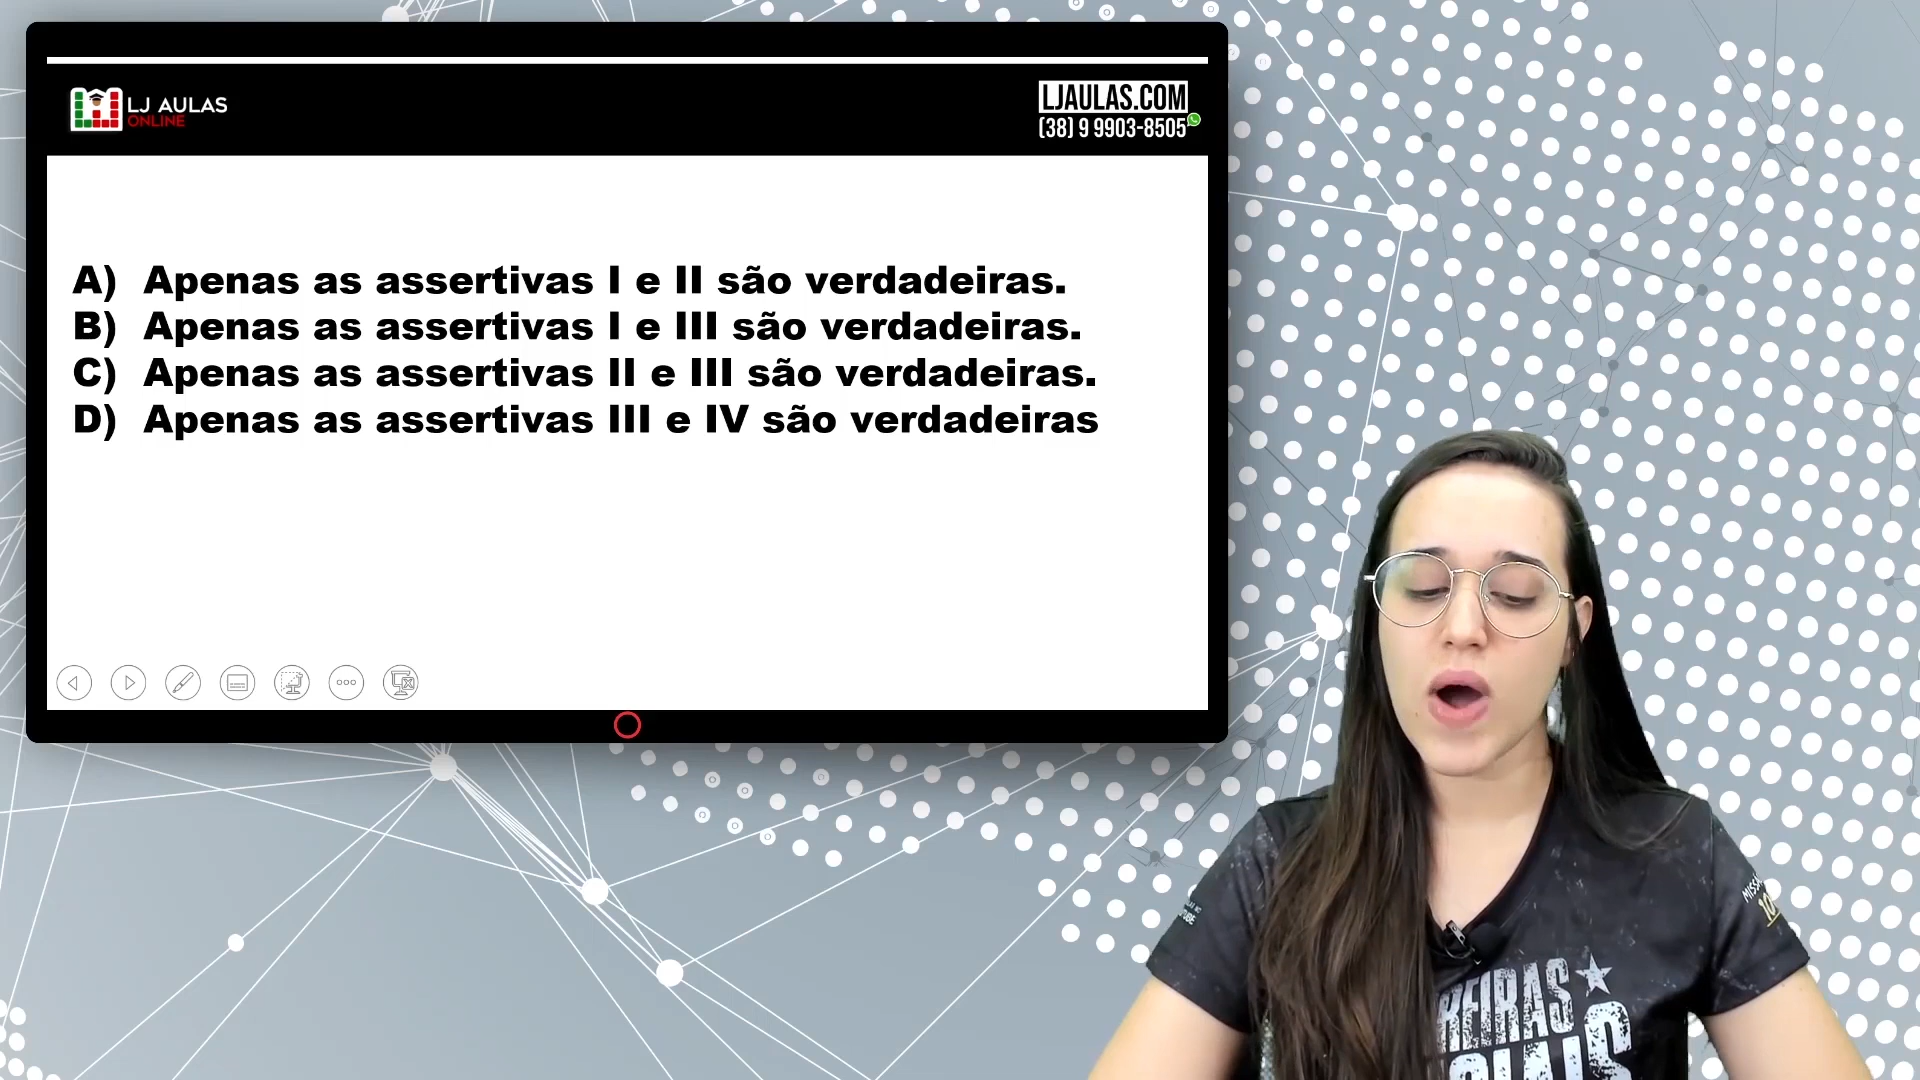 LJ AULAS
ONLINE
LJAULAS.COM
(38) 9 9903-8505
A) Apenas as assertivas I e II são verdadeiras.
B) Apenas as assertivas I e III são verdadeiras.
C) Apenas as assertivas II e III são verdadeiras.
D) Apenas as assertivas III e IV são verdadeiras